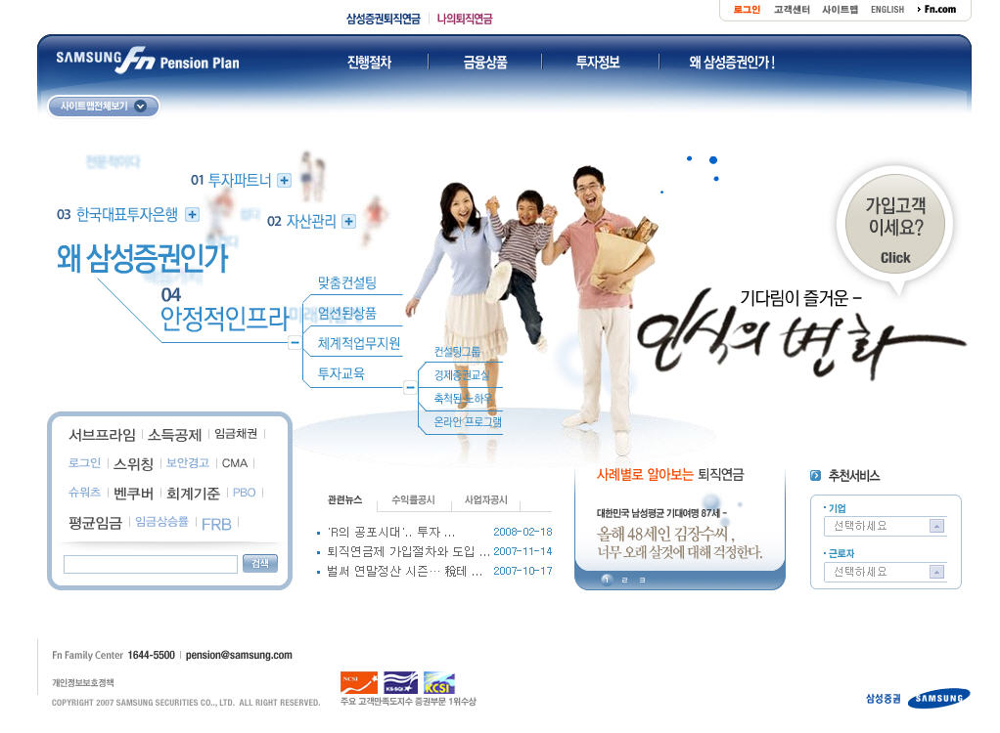 로그인 고객센터 사이트맵 ENGLISH Fn.com
삼성증권퇴직연금 나의퇴직연금
SAMSUNG Fn Pension Plan
진행절차 금융상품 투자정보 왜 삼성증권인가!
사이트맵전체보기
전문적이다
01 투자파트너
03 한국대표투자은행
02 자산관리
왜 삼성증권인가
04
안정적인프라
맞춤컨설팅
엄선된상품
체계적업무지원
투자교육
컨설팅그룹
경제증권교실
축적된 노하우
온라인 프로그램
가입고객
이세요?
Click
기다림이 즐거운 –
인식의 변화
서브프라임 소득공제 임금채권
로그인 스위칭 보안경고 CMA
슈워츠 벤쿠버 회계기준 PBO
평균임금 임금상승률 FRB
검색
관련뉴스 수익률공시 사업자공시
'R의 공포시대'.. 투자 ... 2008-02-18
퇴직연금제 가입절차와 도입 ... 2007-11-14
벌써 연말정산 시즌… 稅테 ... 2007-10-17
사례별로 알아보는 퇴직연금
대한민국 남성평균 기대여명 87세 –
올해 48세인 김장수씨,
너무 오래 살것에 대해 걱정한다.
1 2 3
추천서비스
기업
선택하세요
근로자
선택하세요
Fn Family Center 1644-5500 pension@samsung.com
개인정보보호정책
COPYRIGHT 2007 SAMSUNG SECURITIES CO., LTD. ALL RIGHT RESERVED.
NCSI KS-SQI KCSI
주요 고객만족도지수 증권부문 1위수상
삼성증권 SAMSUNG